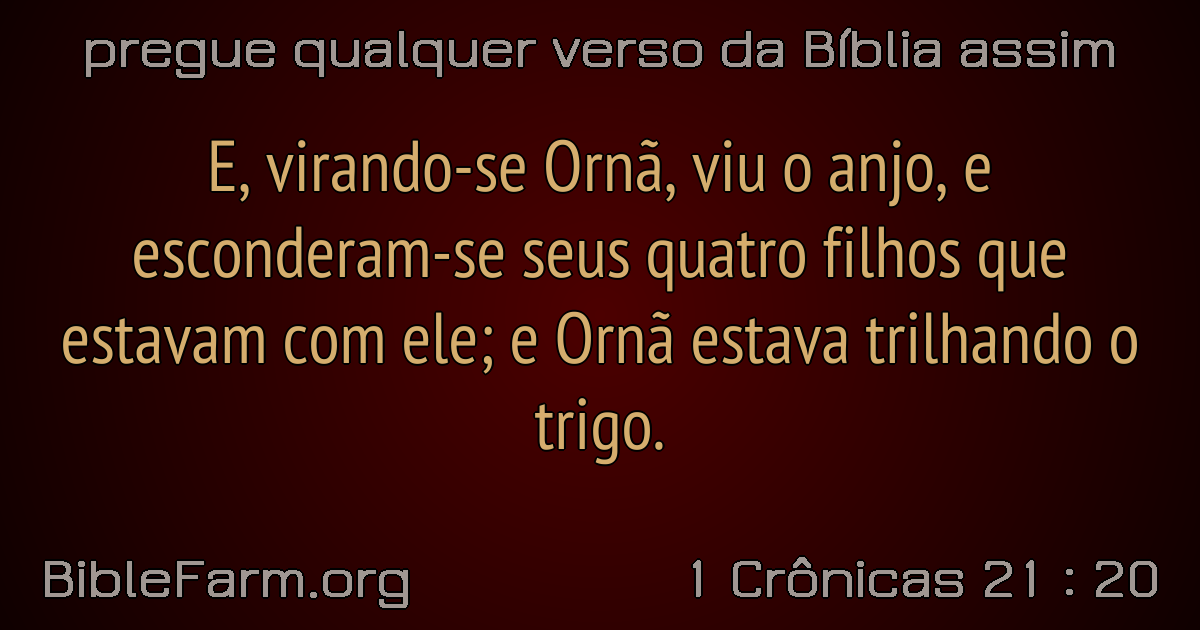 pregue qualquer verso da Bíblia assim
E, virando-se Ornã, viu o anjo, e
esconderam-se seus quatro filhos que
estavam com ele; e Ornã estava trilhando o
trigo.
BibleFarm.org
1 Crônicas 21 : 20